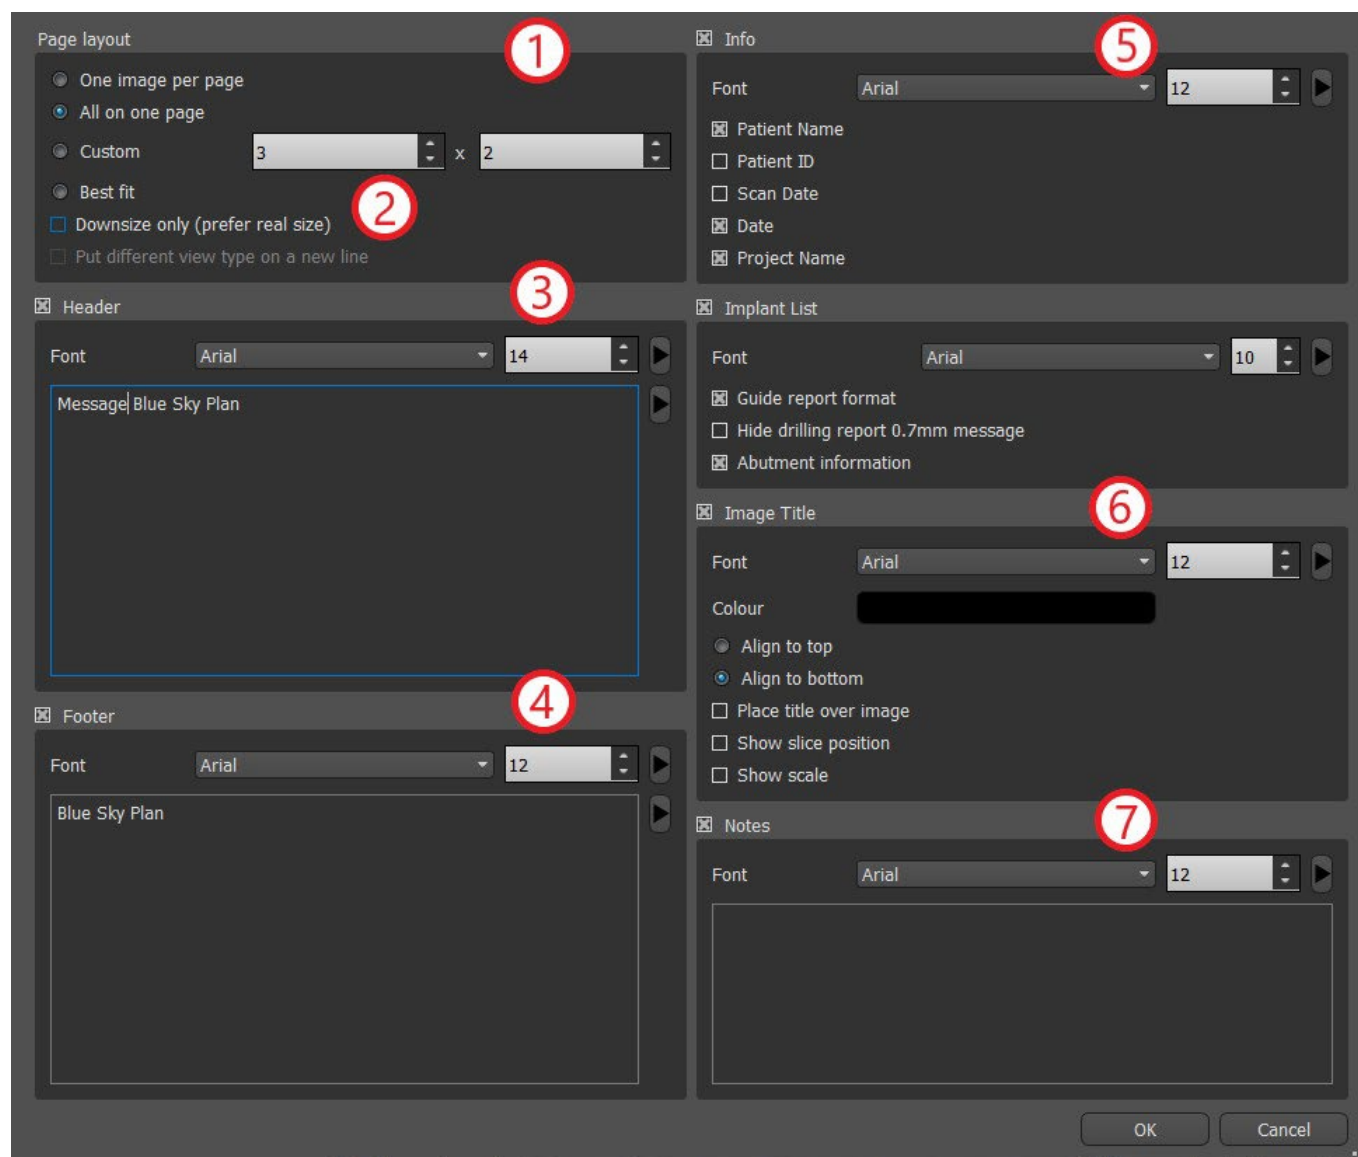 Page layout
1
One image per page
All on one page
Custom 3 x 2
Best fit
2
Downsize only (prefer real size)
Put different view type on a new line
3
Header
Font Arial 14
Message Blue Sky Plan
4
Footer
Font Arial 12
Blue Sky Plan
Info
5
Font Arial 12
Patient Name
Patient ID
Scan Date
Date
Project Name
Implant List
Font Arial 10
Guide report format
Hide drilling report 0.7mm message
Abutment information
6
Image Title
Font Arial 12
Colour
Align to top
Align to bottom
Place title over image
Show slice position
Show scale
7
Notes
Font Arial 12
OK Cancel